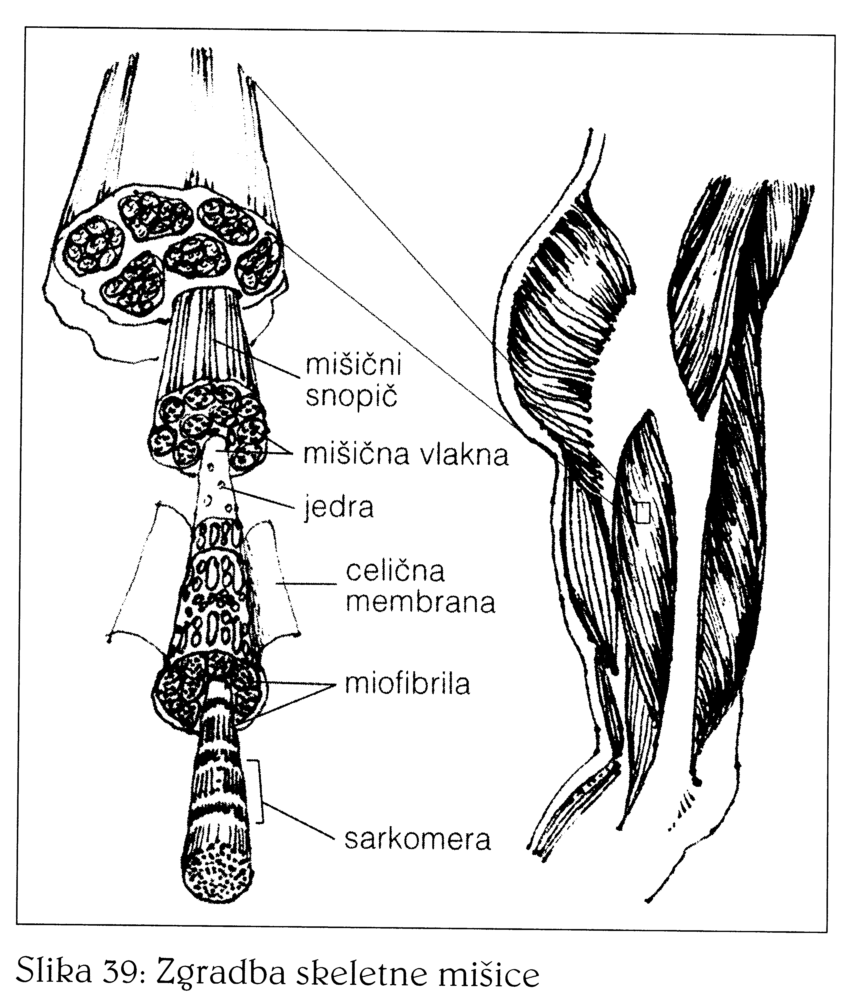 mišični
snopič
mišična vlakna
jedra
celična
membrana
miofibrila
sarkomera
Slika 39: Zgradba skeletne mišice